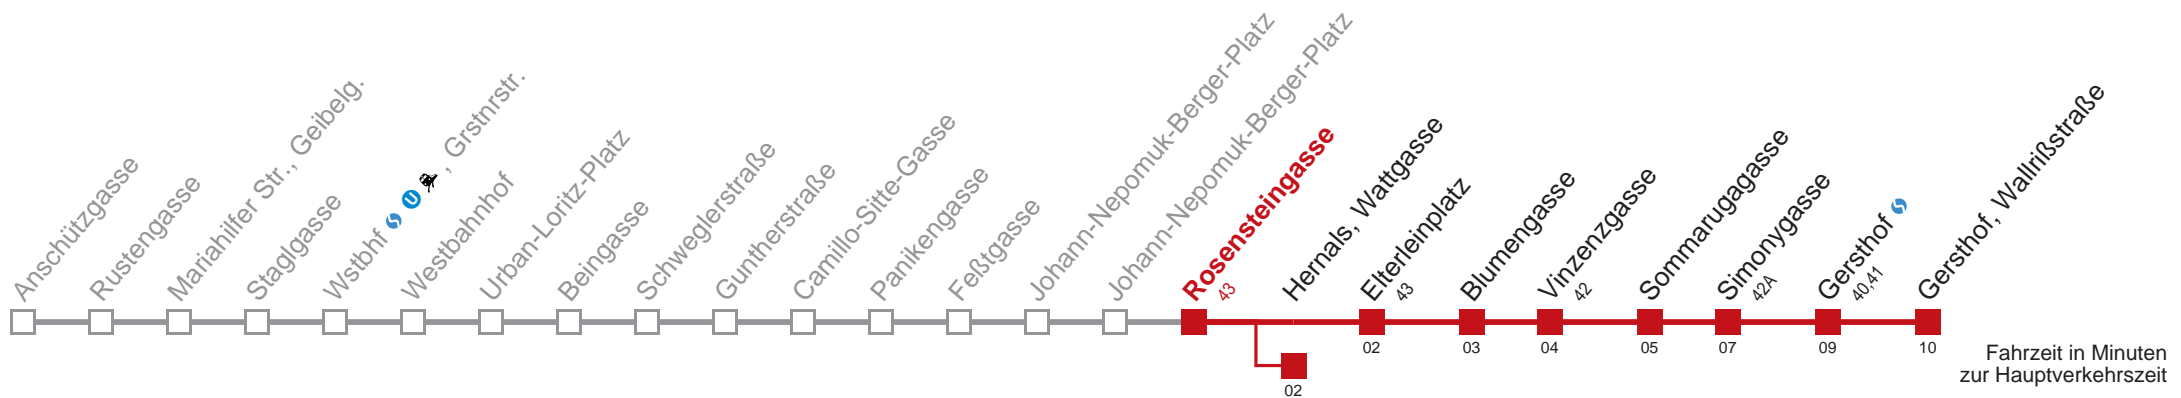 Anschützgasse
Rustengasse
Mariahilfer Str., Geibelg.
Staglgasse
Wstbhf S U , Grstnrstr.
Westbahnhof
Urban-Loritz-Platz
Beingasse
Schweglerstraße
Guntherstraße
Camillo-Sitte-Gasse
Panikengasse
Feßtgasse
Johann-Nepomuk-Berger-Platz
Johann-Nepomuk-Berger-Platz
Rosensteingasse
43
Hernals, Wattgasse
Elterleinplatz
43
Blumengasse
Vinzenzgasse
42
Sommarugagasse
Simonygasse
42A
Gersthof S
40,41
Gersthof, Wallrißstraße
02
03
04
05
07
09
10
02
Fahrzeit in Minuten
zur Hauptverkehrszeit